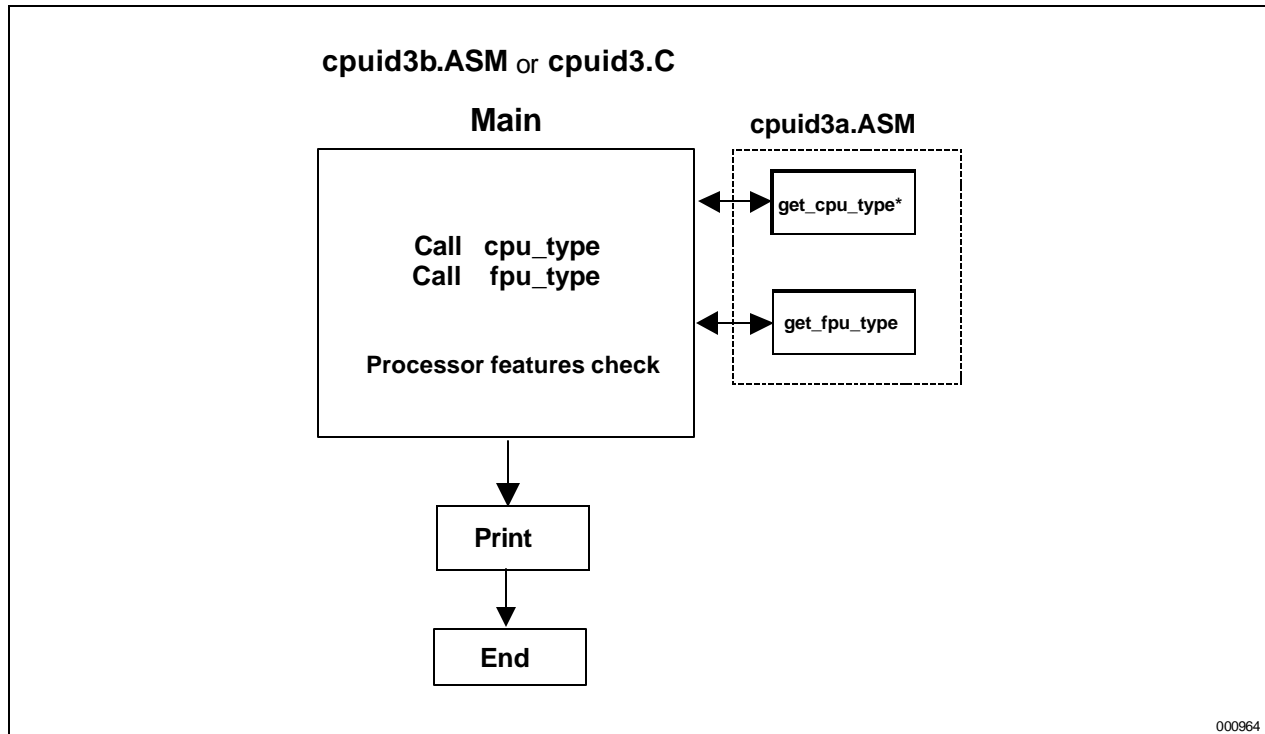 cpuid3b.ASM or cpuid3.C
Main
cpuid3a.ASM
Call cpu_type
Call fpu_type
Processor features check
get_cpu_type*
get_fpu_type
Print
End
000964